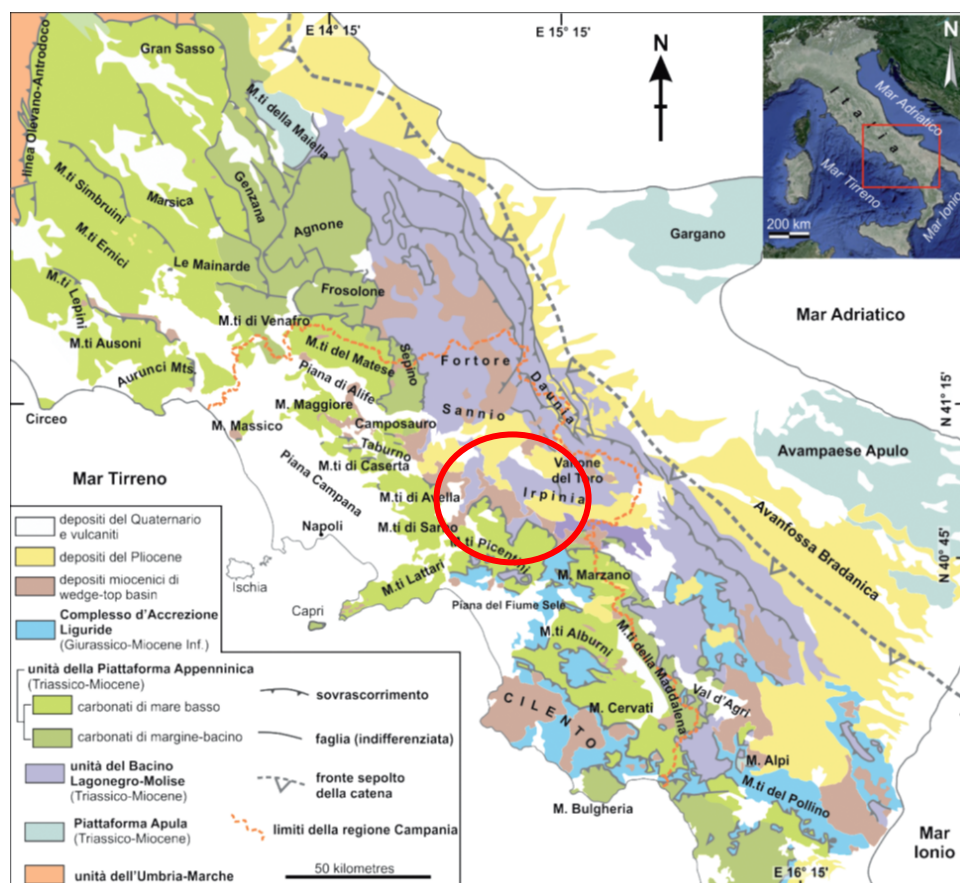 E 14° 15'
E 15° 15'
N
N
Gran Sasso
linea Olevano-Antrodoco
M.ti della Maiella
Italia
Mar Adriatico
Mar Tirreno
Mar Ionio
200 km
M.ti Simbruini
Marsica
Genzana
Agnone
Gargano
M.ti Ernici
Le Mainarde
Frosolone
M.ti Lepini
M.ti di Venafro
Mar Adriatico
M.ti Ausoni
M.ti del Matese
Sepino
Fortore
Aurunci Mts.
Piana di Alife
Daunia
N 41° 15'
Circeo
M. Maggiore
Sannio
M. Massico
Camposauro
Taburno
Avampaese Apulo
Mar Tirreno
M.ti di Caserta
Vallone
del Toro
Piana Campana
M.ti di Avella
Irpinia
Avanfossa Bradanica
Napoli
M.ti di Sarno
M.ti Picentini
N 40° 45'
Ischia
M.ti Lattari
M. Marzano
Capri
Piana del Fiume Sele
M.ti Alburni
M.ti della Maddalena
Val d'Agri
CILENTO
M. Cervati
M. Alpi
M.ti del Pollino
M. Bulgheria
Mar
Ionio
E 16° 15'
depositi del Quaternario
e vulcaniti
depositi del Pliocene
depositi miocenici di
wedge-top basin
Complesso d'Accrezione
Liguride
(Giurassico-Miocene Inf.)
unità della Piattaforma Appenninica
(Triassico-Miocene)
carbonati di mare basso
carbonati di margine-bacino
unità del Bacino
Lagonegro-Molise
(Triassico-Miocene)
Piattaforma Apula
(Triassico-Miocene)
unità dell'Umbria-Marche
sovrascorrimento
faglia (indifferenziata)
fronte sepolto
della catena
limiti della regione Campania
50 kilometres